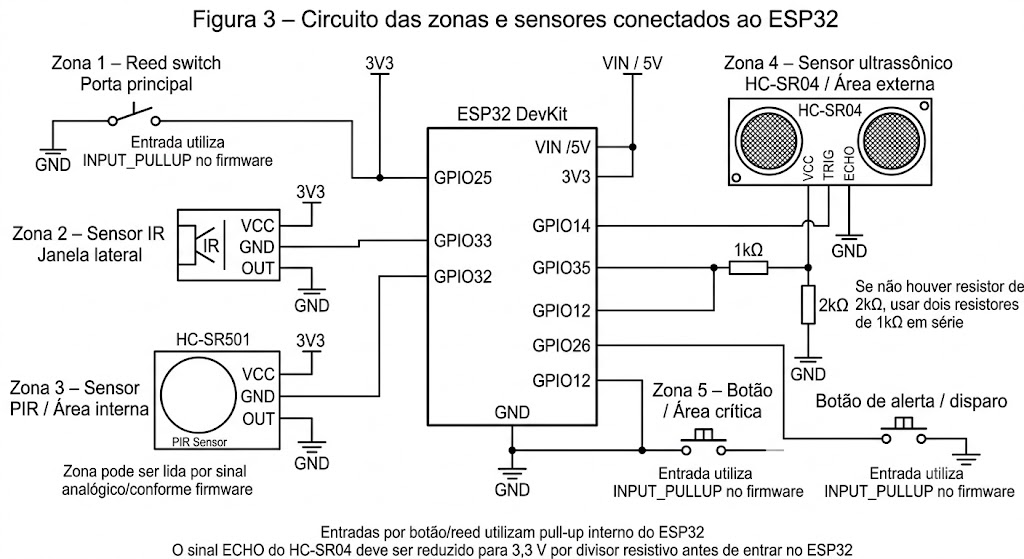 Figura 3 – Circuito das zonas e sensores conectados ao ESP32
Zona 1 – Reed switch
Porta principal
GND
Entrada utiliza
INPUT_PULLUP no firmware
3V3
VIN / 5V
Zona 4 – Sensor ultrassônico
HC-SR04 / Área externa
HC-SR04
VCC
TRIG
ECHO
GND
ESP32 DevKit
VIN /5V
3V3
GPIO25
GPIO14
GPIO33
GPIO35
GPIO32
GPIO12
GPIO26
GPIO12
GND
GND
Zona 2 – Sensor IR
Janela lateral
IR
VCC
GND
OUT
3V3
GND
1kΩ
2kΩ
Se não houver resistor de
2kΩ, usar dois resistores
de 1kΩ em série
GND
HC-SR501
Zona 3 – Sensor
PIR / Área interna
VCC
GND
OUT
PIR Sensor
3V3
GND
Zona pode ser lida por sinal
analógico/conforme firmware
Zona 5 – Botão
/ Área crítica
Entrada utiliza
INPUT_PULLUP no firmware
Botão de alerta / disparo
Entrada utiliza
INPUT_PULLUP no firmware
Entradas por botão/reed utilizam pull-up interno do ESP32
O sinal ECHO do HC-SR04 deve ser reduzido para 3,3 V por divisor resistivo antes de entrar no ESP32